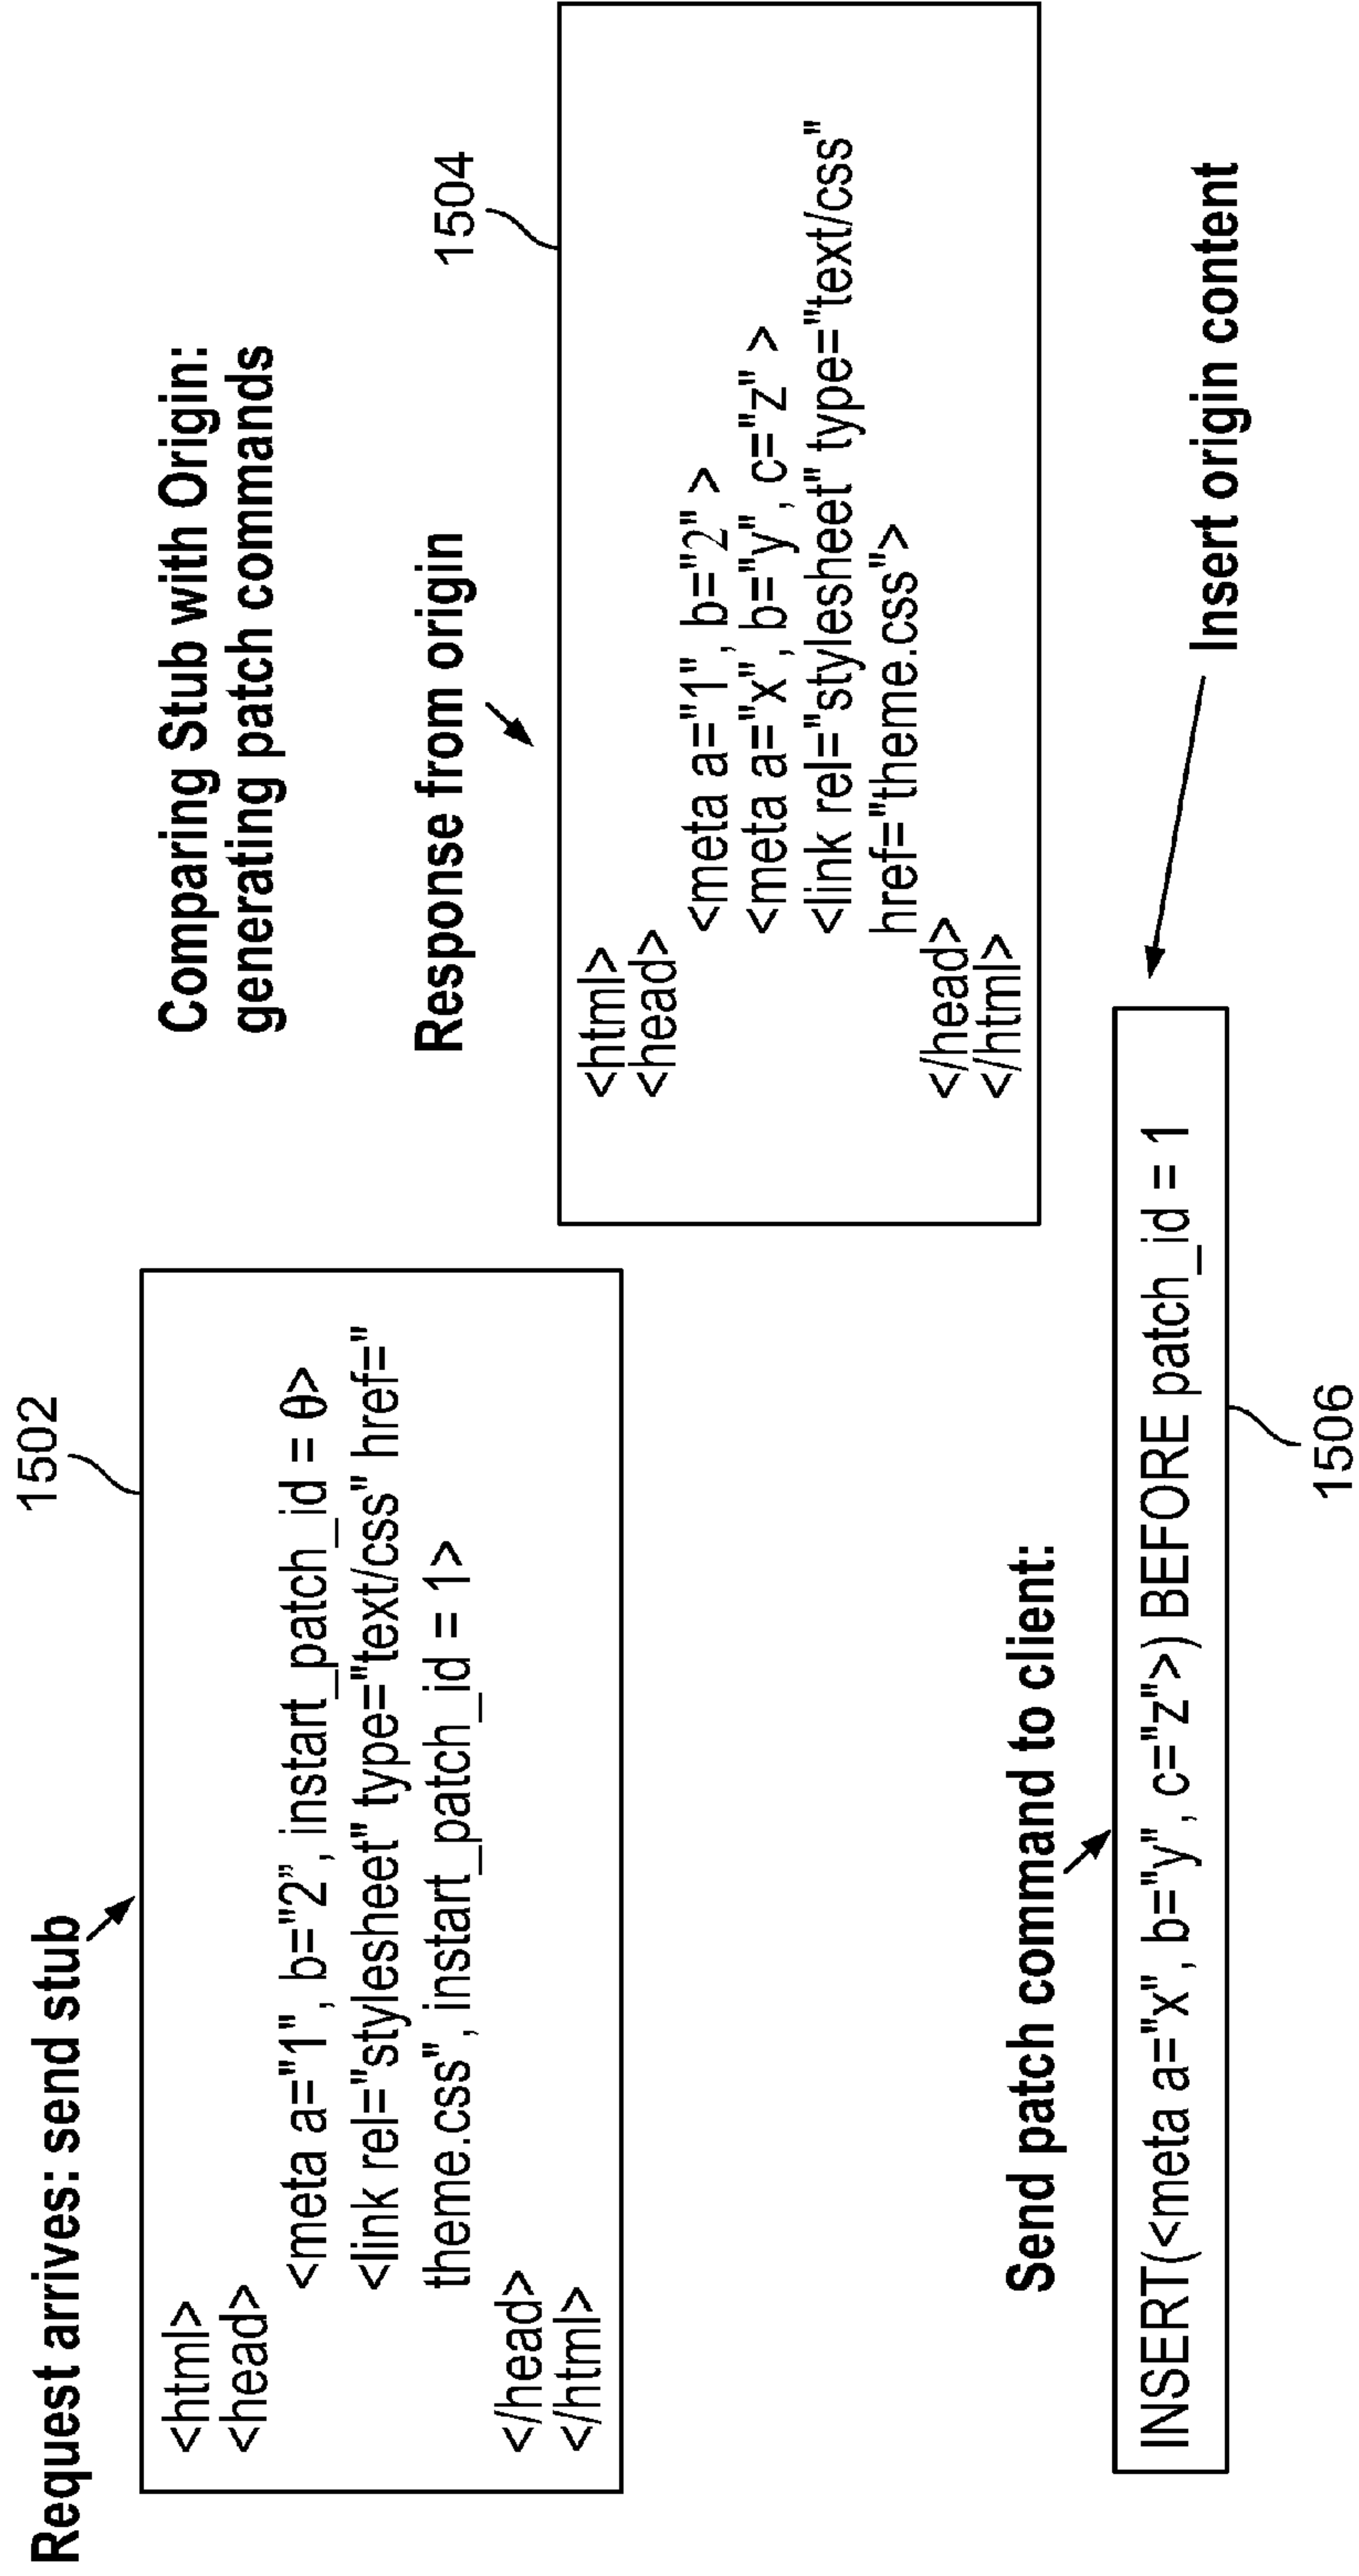 Request arrives: send stub
1502
<html>
<head>
<meta a="1", b="2”, instart_patch_id = 0>
<link rel="stylesheet" type="text/css" href="
theme.css", instart_patch_id = 1>
</head>
</html>
Comparing Stub with Origin:
generating patch commands
Response from origin
1504
<html>
<head>
<meta a="1", b="2" >
<meta a="x", b="y", c="z" >
<link rel="stylesheet" type="text/css"
href="theme.css">
</head>
</html>
Send patch command to client:
INSERT(<meta a="x", b="y", c="z">) BEFORE patch_id = 1
1506
Insert origin content